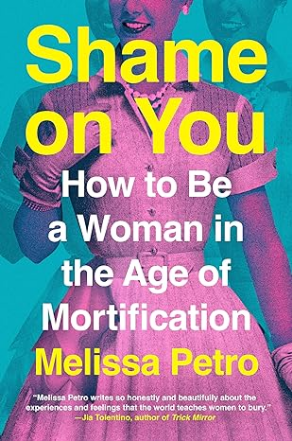 Shame
on You
How to Be
a Woman in
the Age of
Mortification
Melissa Petro
"Melissa Petro writes so honestly and beautifully about the
experiences and feelings that the world teaches women to bury."
—Jia Tolentino, author of Trick Mirror